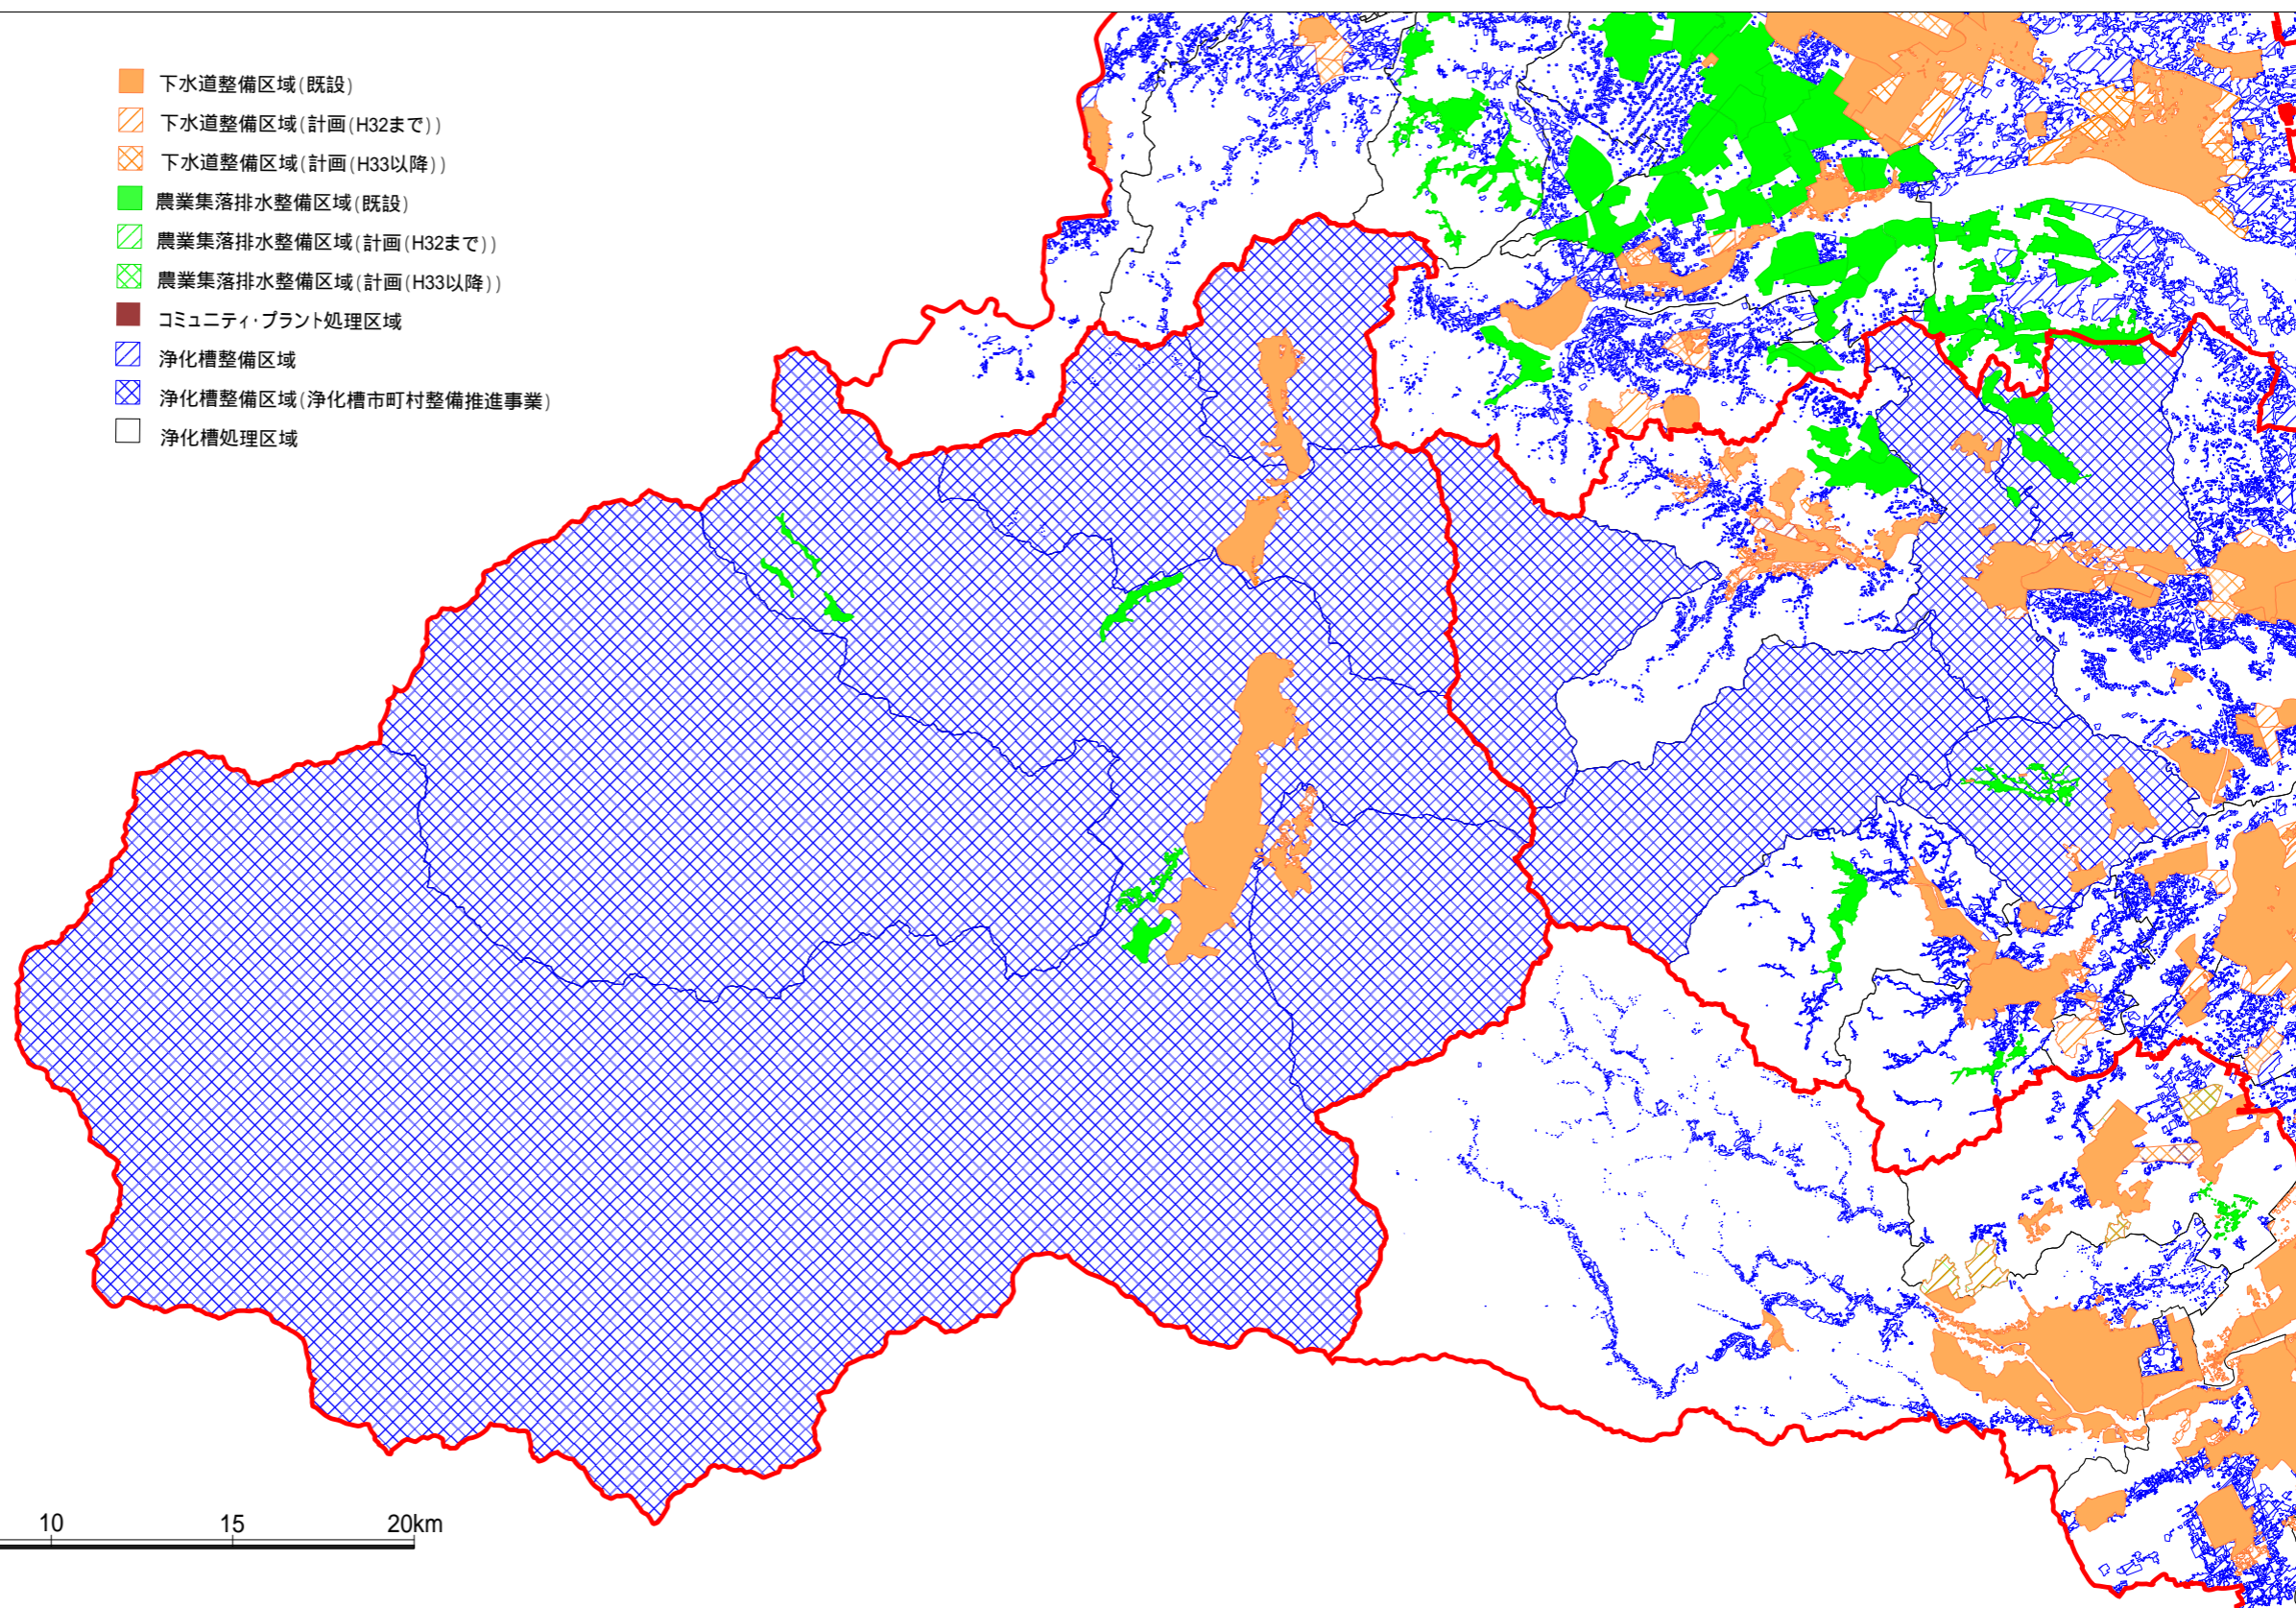 下水道整備区域(既設)
下水道整備区域(計画(H32まで))
下水道整備区域(計画(H33以降))
農業集落排水整備区域(既設)
農業集落排水整備区域(計画(H32まで))
農業集落排水整備区域(計画(H33以降))
コミュニティ・プラント処理区域
浄化槽整備区域
浄化槽整備区域(浄化槽市町村整備推進事業)
浄化槽処理区域
10 15 20km